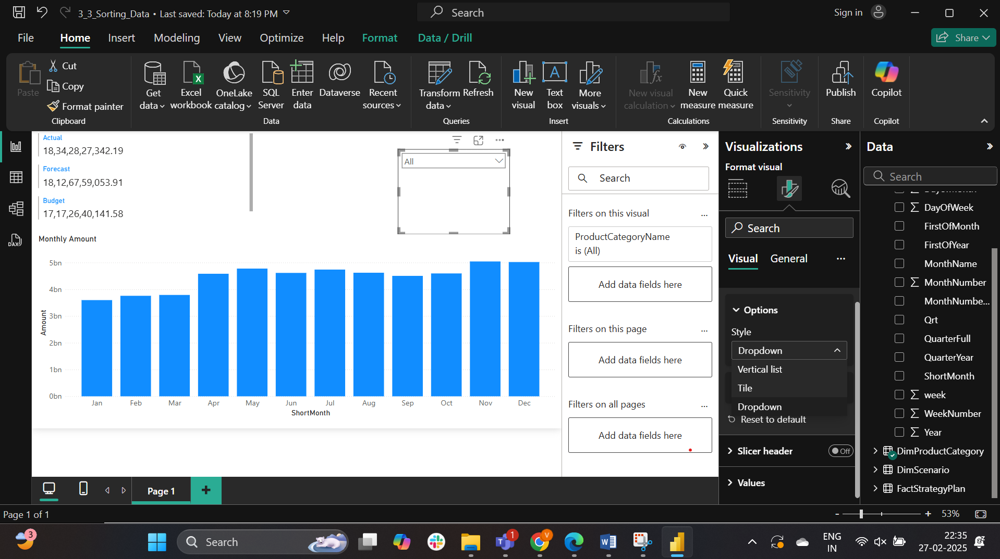 3_3_Sorting_Data • Last saved: Today at 8:19 PM
Search
Sign in
File
Home
Insert
Modeling
View
Optimize
Help
Format
Data / Drill
Share
Paste
Cut
Copy
Format painter
Clipboard
Get data
Excel workbook
OneLake catalog
SQL Server
Enter data
Dataverse
Recent sources
Data
Transform data
Refresh
Queries
New visual
Text box
More visuals
Insert
New visual calculation
New measure
Quick measure
Calculations
Sensitivity
Sensitivity
Publish
Share
Copilot
Copilot
DAX
Actual
18,34,28,27,342.19
Forecast
18,12,67,59,053.91
Budget
17,17,26,40,141.58
All
Monthly Amount
5bn
4bn
3bn
2bn
1bn
0bn
Amount
Jan
Feb
Mar
Apr
May
Jun
Jul
Aug
Sep
Oct
Nov
Dec
ShortMonth
Filters
Search
Filters on this visual
ProductCategoryName
is (All)
Add data fields here
Filters on this page
Add data fields here
Filters on all pages
Add data fields here
Visualizations
Format visual
Search
Visual
General
Options
Style
Dropdown
Vertical list
Tile
Dropdown
Reset to default
Slicer header
Off
Values
Data
Search
DayOfWeek
FirstOfMonth
FirstOfYear
MonthName
MonthNumber
MonthNumbe...
Qrt
QuarterFull
QuarterYear
ShortMonth
week
WeekNumber
Year
DimProductCategory
DimScenario
FactStrategyPlan
Page 1
Page 1 of 1
- + 53%
3
Search
1
V
ENG
IN
22:35
27-02-2025